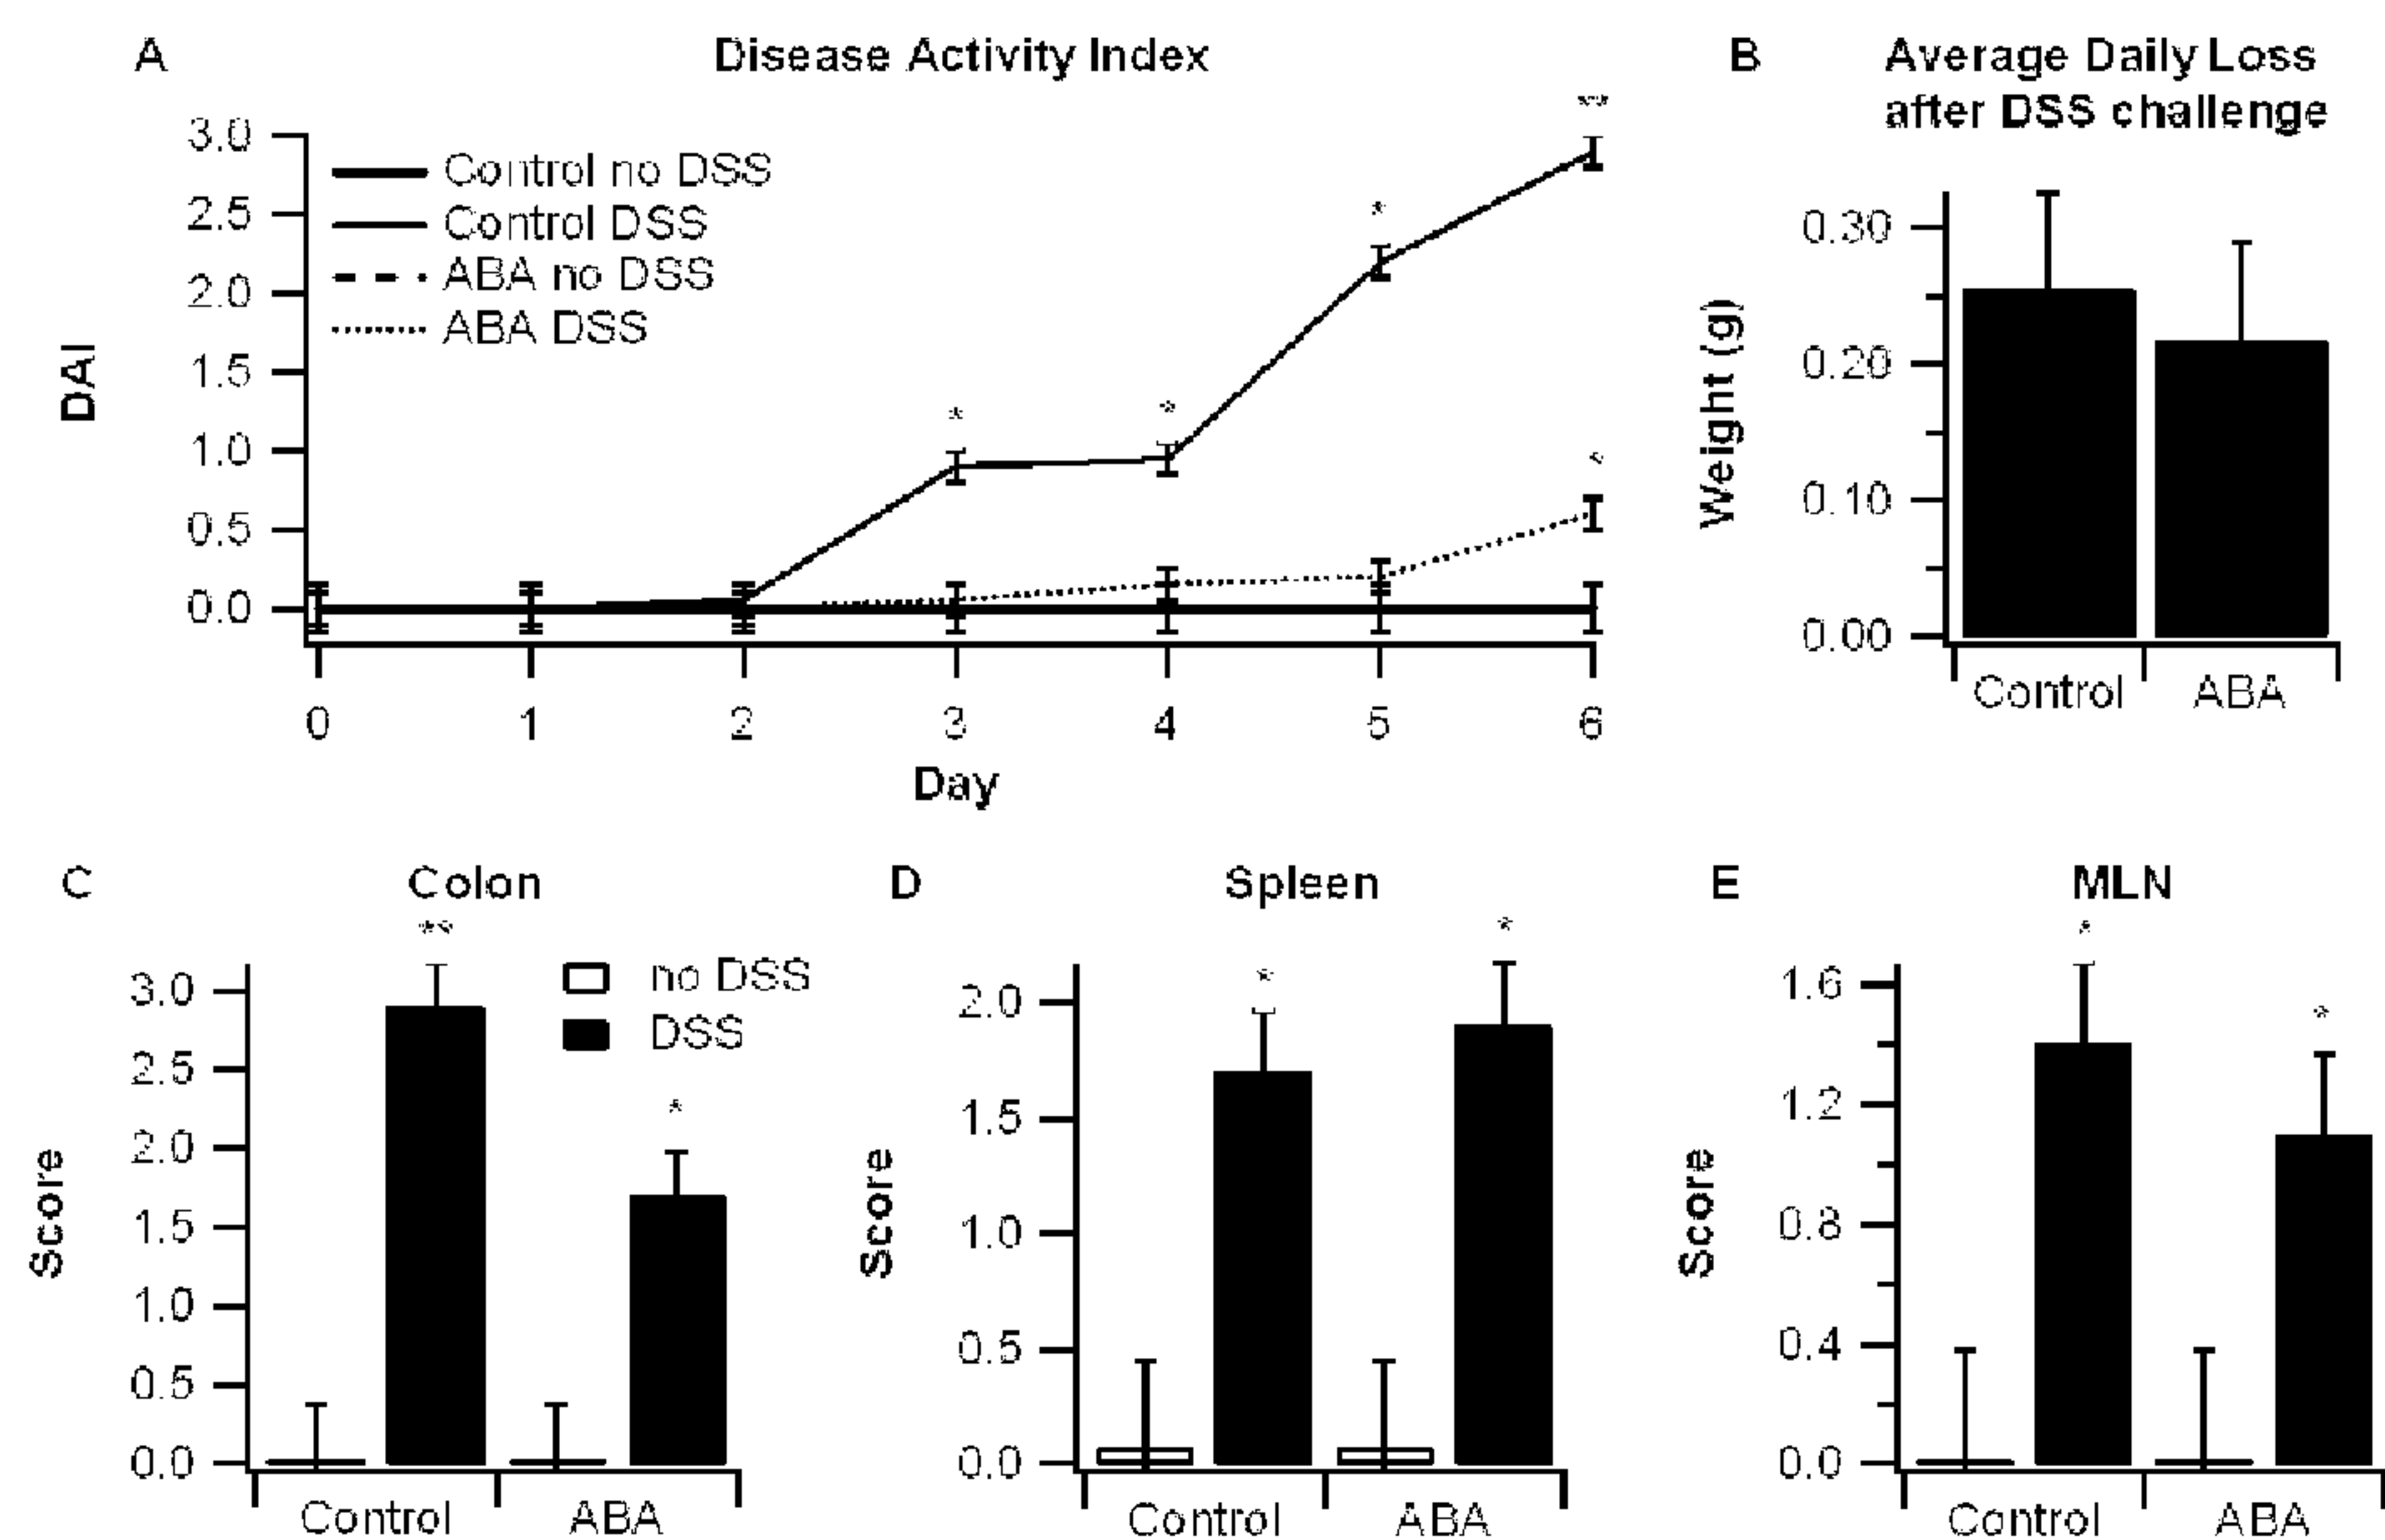 A
Disease Activity Index
3.0
2.5
2.0
1.5
1.0
0.5
0.0
DAI
Control no DSS
Control DSS
ABA no DSS
ABA DSS
*
*
*
**
*
0 1 2 3 4 5 6
Day
B
Average Daily Loss
after DSS challenge
Weight (g)
0.30
0.20
0.10
0.00
Control ABA
C
Colon
Score
3.0
2.5
2.0
1.5
1.0
0.5
0.0
**
*
no DSS
DSS
Control ABA
D
Spleen
Score
2.0
1.5
1.0
0.5
0.0
*
*
Control ABA
E
MLN
Score
1.6
1.2
0.8
0.4
0.0
*
*
Control ABA